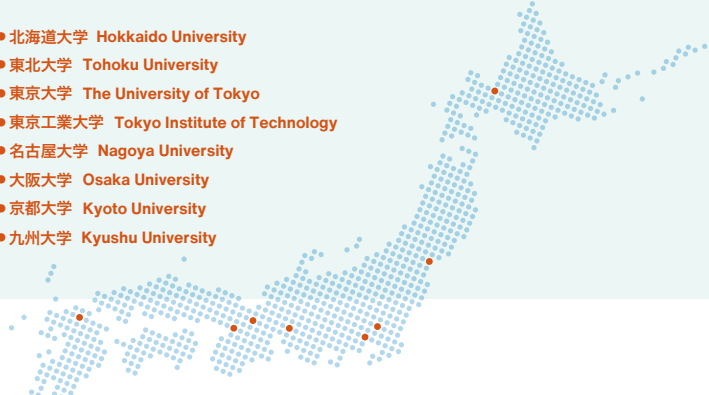 北海道大学 Hokkaido University
東北大学 Tohoku University
東京大学 The University of Tokyo
東京工業大学 Tokyo Institute of Technology
名古屋大学 Nagoya University
大阪大学 Osaka University
京都大学 Kyoto University
九州大学 Kyushu University